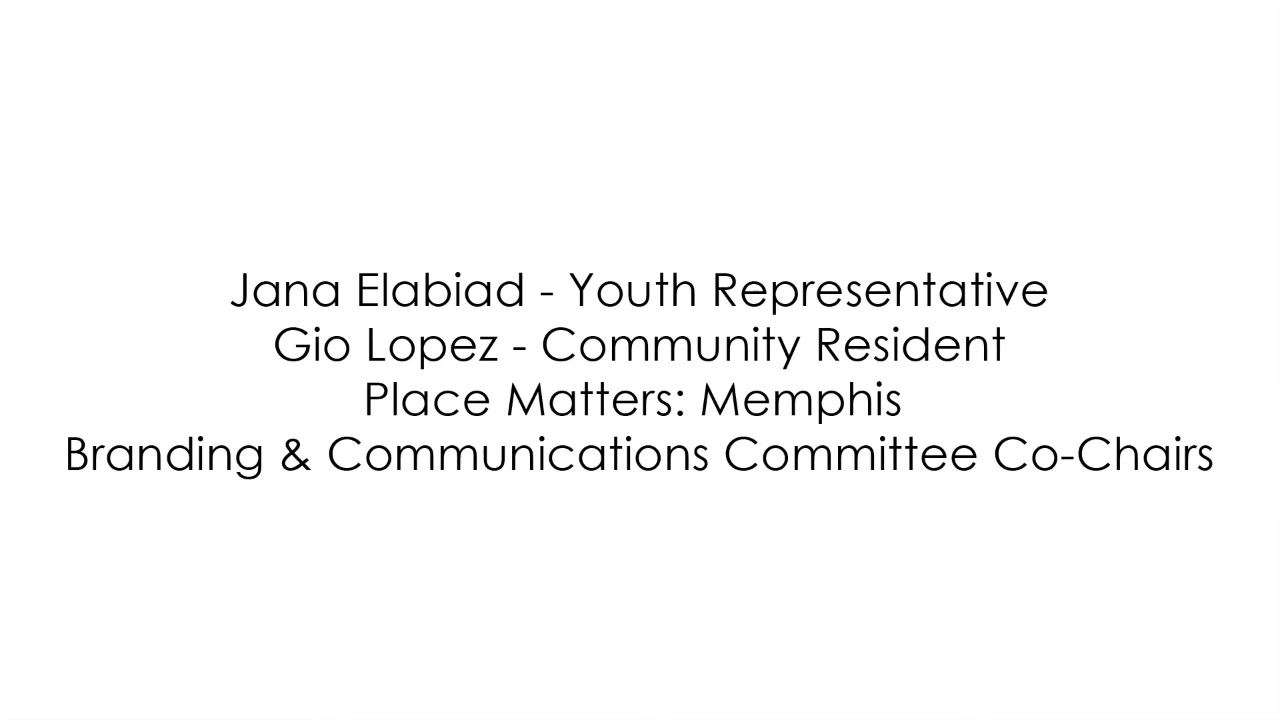 Jana Elabiad - Youth Representative
Gio Lopez - Community Resident
Place Matters: Memphis
Branding & Communications Committee Co-Chairs